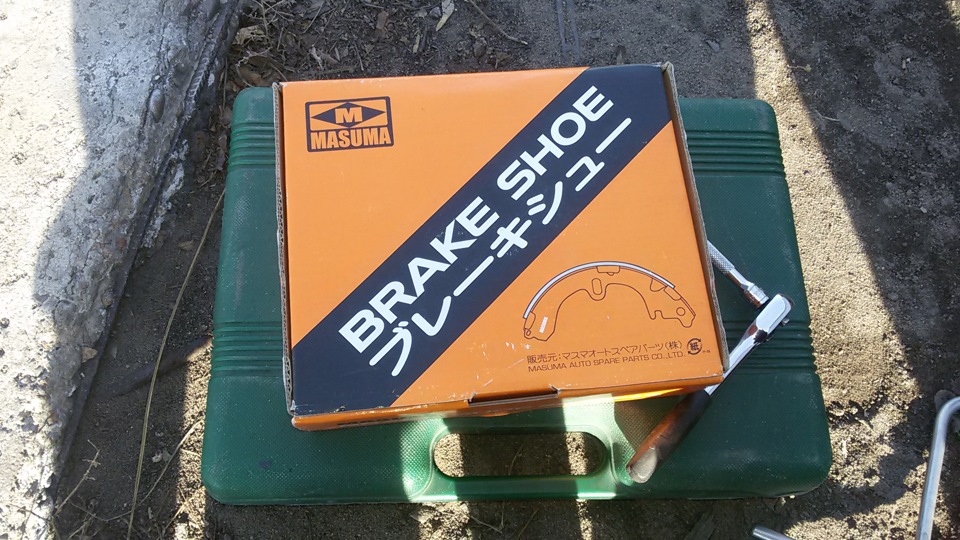 M
MASUMA
BRAKE SHOE
ブレーキシュー
販売元:マスマオートスペアパーツ(株)
MASUMA AUTO SPARE PARTS CO.,LTD.
紙